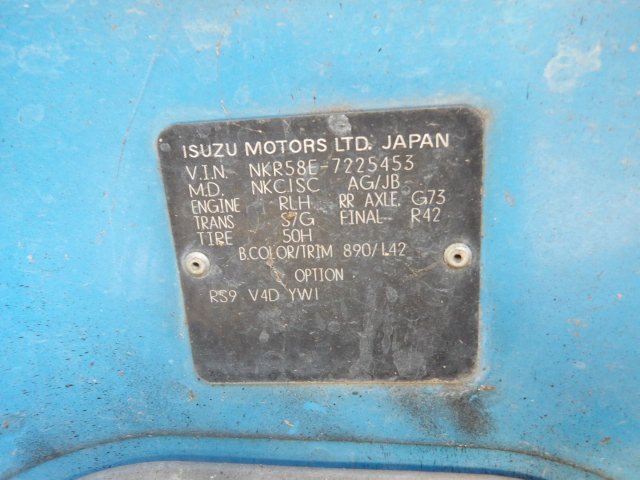 ISUZU MOTORS LTD. JAPAN
V.I.N. NKR58E-7225453
M.D. NKC1SC AG/JB
ENGINE RLH RR AXLE, G73
TRANS S7G FINAL R42
TIRE 50H
B.COLOR/TRIM 890/L42
OPTION
RS9 V4D YW1